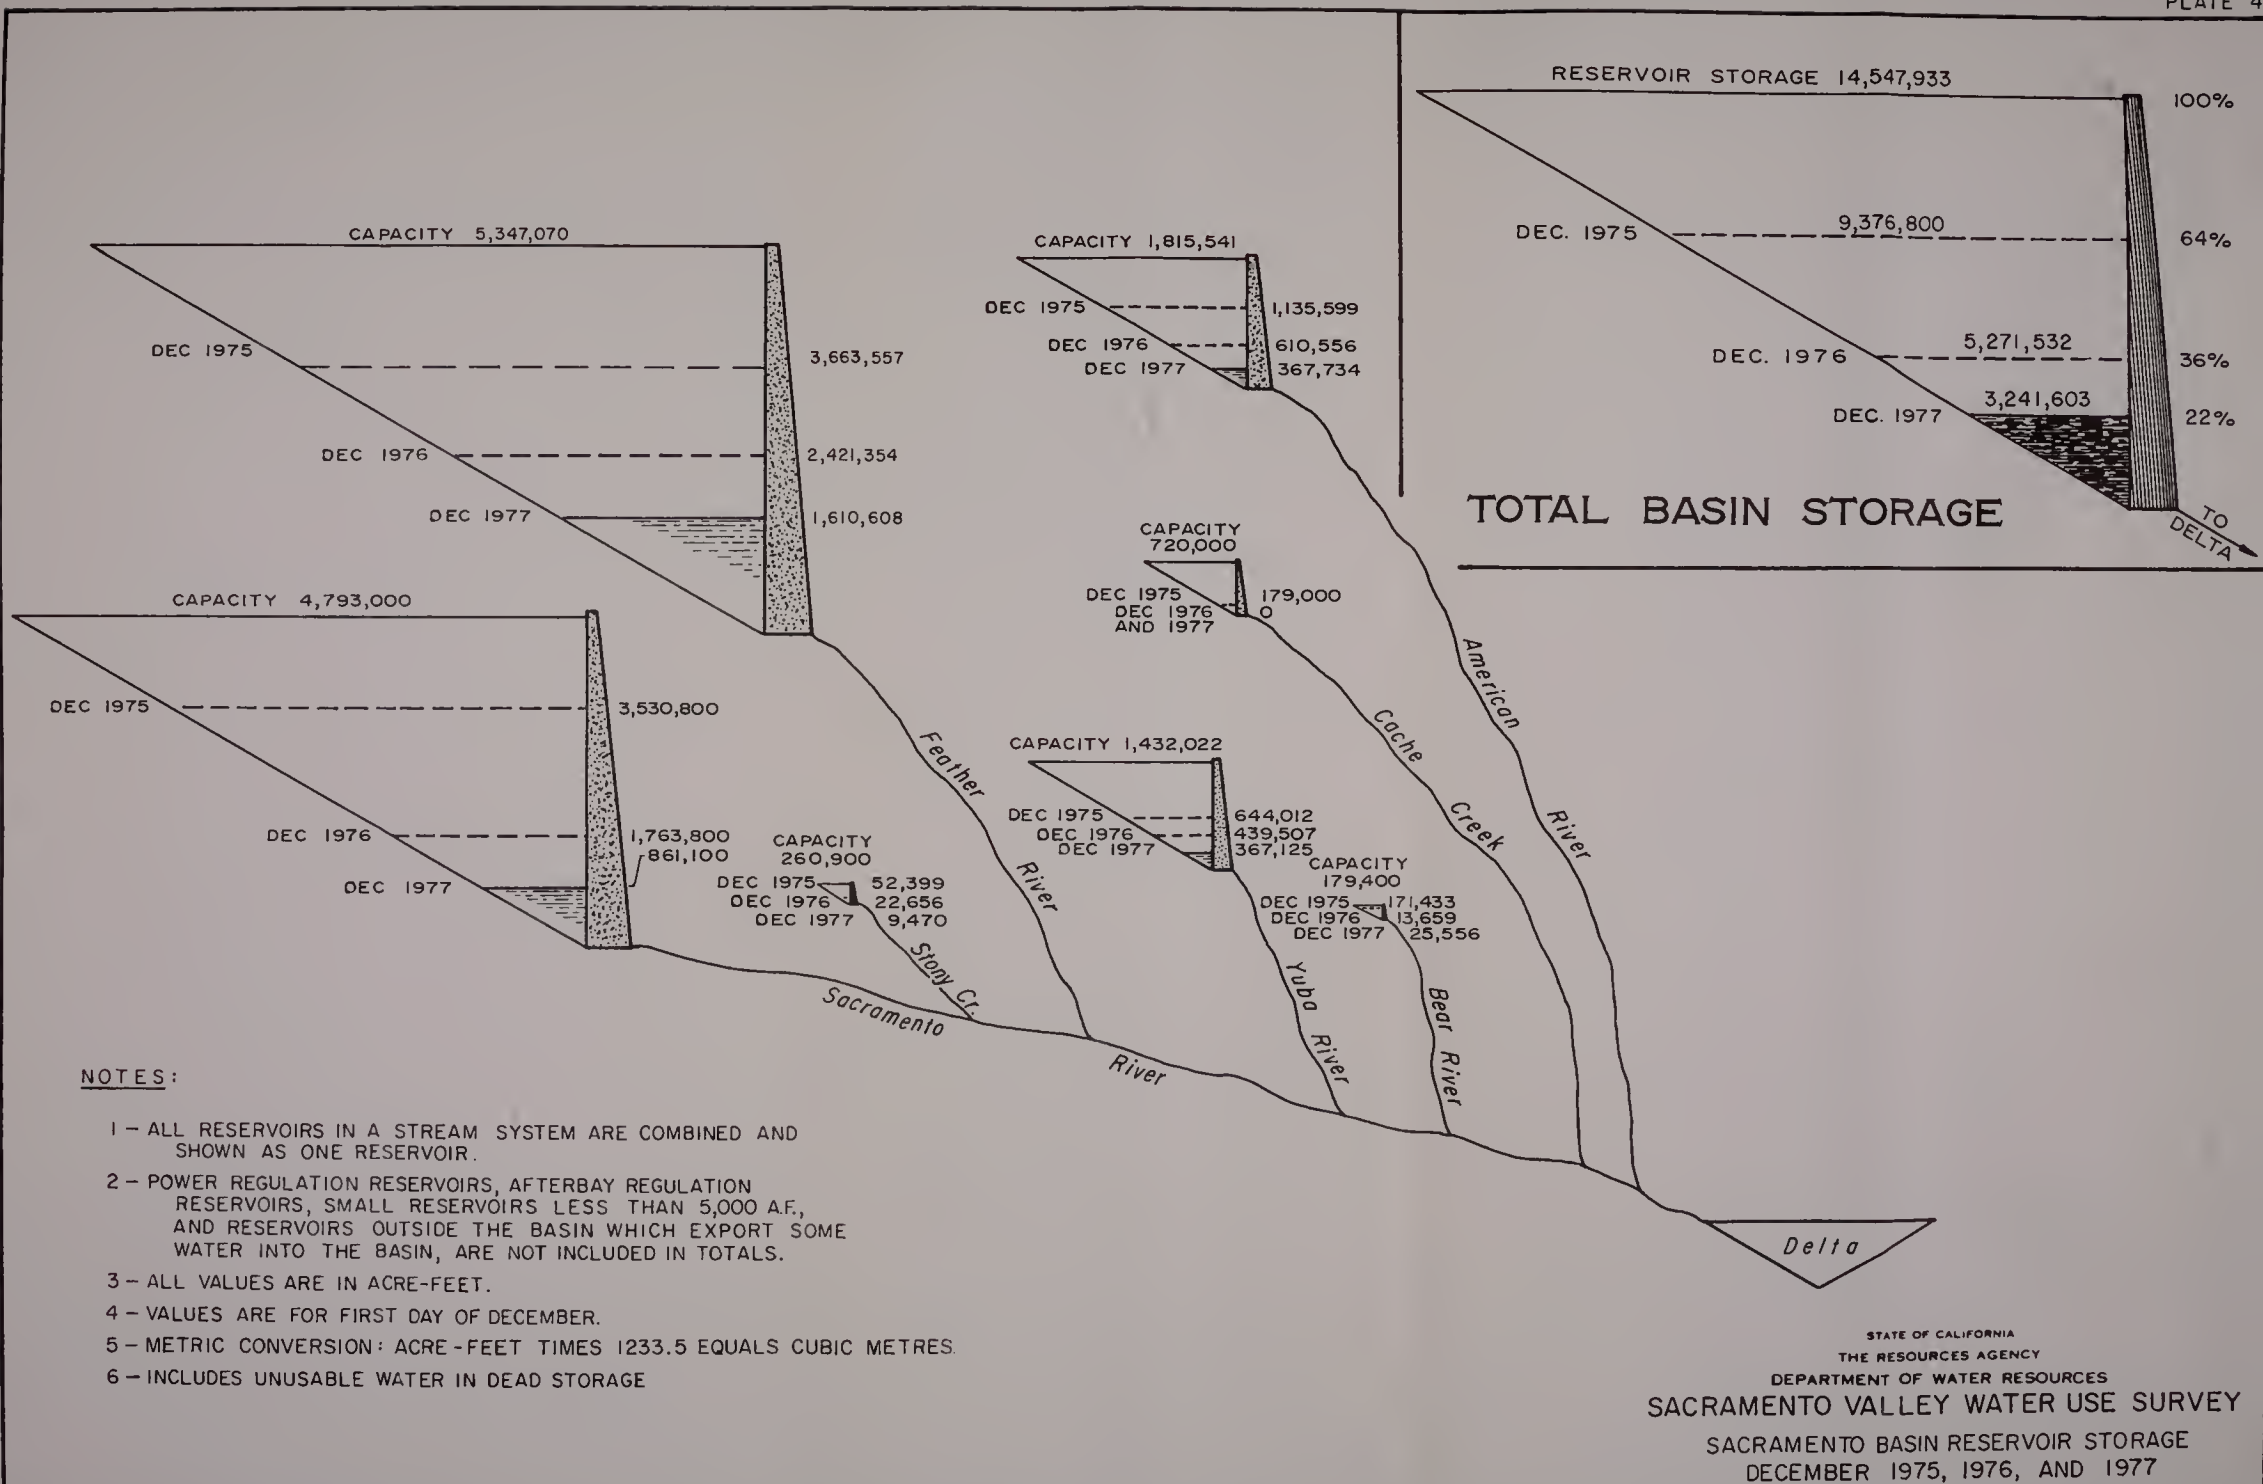 PLATE 4
RESERVOIR STORAGE 14,547,933
100%
DEC. 1975
9,376,800
64%
DEC. 1976
5,271,532
36%
DEC. 1977
3,241,603
22%
TOTAL BASIN STORAGE
TO
DELTA
CAPACITY 5,347,070
DEC 1975
3,663,557
DEC 1976
2,421,354
DEC 1977
1,610,608
CAPACITY 1,815,541
DEC 1975
1,135,599
DEC 1976
610,556
DEC 1977
367,734
CAPACITY
720,000
DEC 1975
179,000
DEC 1976
AND 1977
0
CAPACITY 4,793,000
DEC 1975
3,530,800
DEC 1976
1,763,800
861,100
DEC 1977
CAPACITY
260,900
DEC 1975 52,399
DEC 1976 22,656
DEC 1977 9,470
CAPACITY 1,432,022
DEC 1975 644,012
DEC 1976 439,507
DEC 1977 367,125
CAPACITY
179,400
DEC 1975 171,433
DEC 1976 13,659
DEC 1977 25,556
Feather River
American River
Cache Creek
Stony Cr.
Sacramento River
Yuba River
Bear River
Delta
NOTES:
1 - ALL RESERVOIRS IN A STREAM SYSTEM ARE COMBINED AND
SHOWN AS ONE RESERVOIR.
2 - POWER REGULATION RESERVOIRS, AFTERBAY REGULATION
RESERVOIRS, SMALL RESERVOIRS LESS THAN 5,000 A.F.,
AND RESERVOIRS OUTSIDE THE BASIN WHICH EXPORT SOME
WATER INTO THE BASIN, ARE NOT INCLUDED IN TOTALS.
3 - ALL VALUES ARE IN ACRE-FEET.
4 - VALUES ARE FOR FIRST DAY OF DECEMBER.
5 - METRIC CONVERSION: ACRE-FEET TIMES 1233.5 EQUALS CUBIC METRES.
6 - INCLUDES UNUSABLE WATER IN DEAD STORAGE
STATE OF CALIFORNIA
THE RESOURCES AGENCY
DEPARTMENT OF WATER RESOURCES
SACRAMENTO VALLEY WATER USE SURVEY
SACRAMENTO BASIN RESERVOIR STORAGE
DECEMBER 1975, 1976, AND 1977